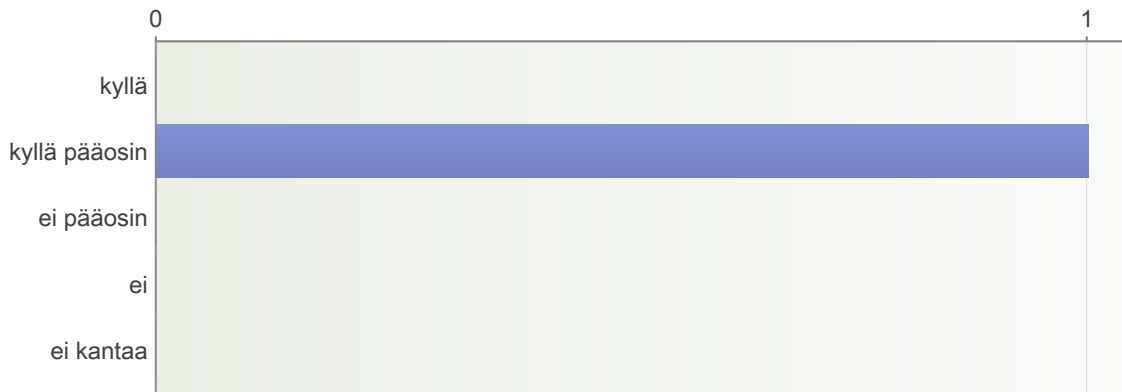 0 1
kyllä
kyllä pääosin
ei pääosin
ei
ei kantaa